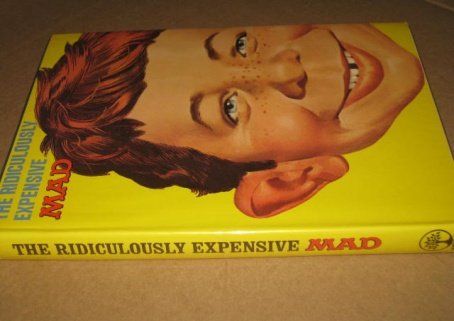 THE RIDICULOUSLY
EXPENSIVE
MAD
THE RIDICULOUSLY EXPENSIVE MAD